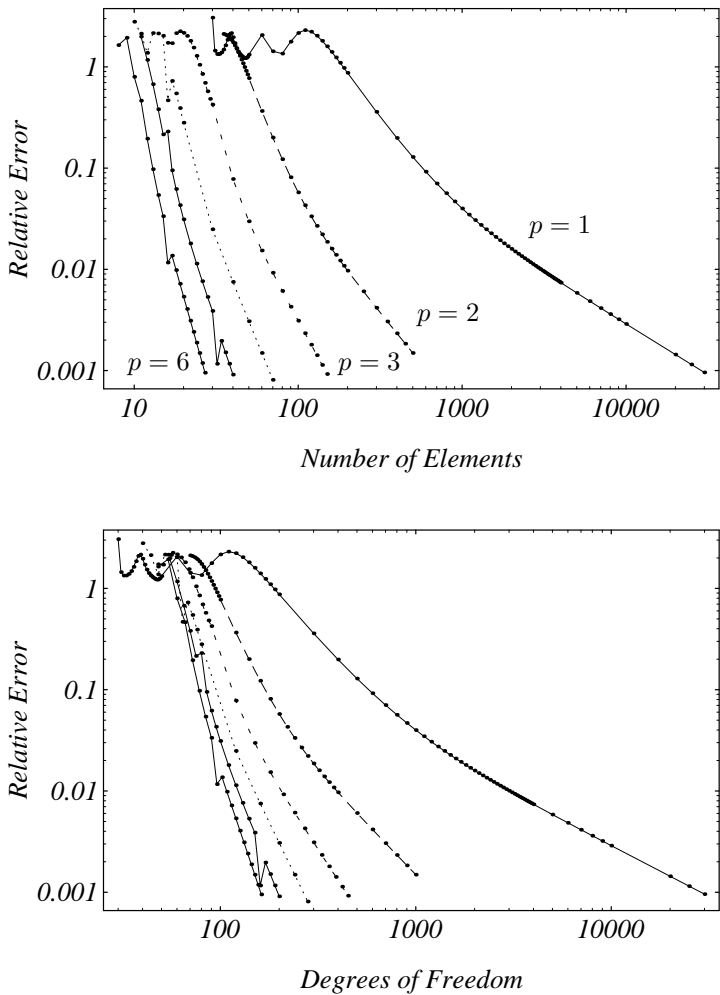 1
0.1
0.01
0.001
Relative Error
p = 1
p = 2
p = 3
p = 6
10 100 1000 10000
Number of Elements
1
0.1
0.01
0.001
Relative Error
100 1000 10000
Degrees of Freedom